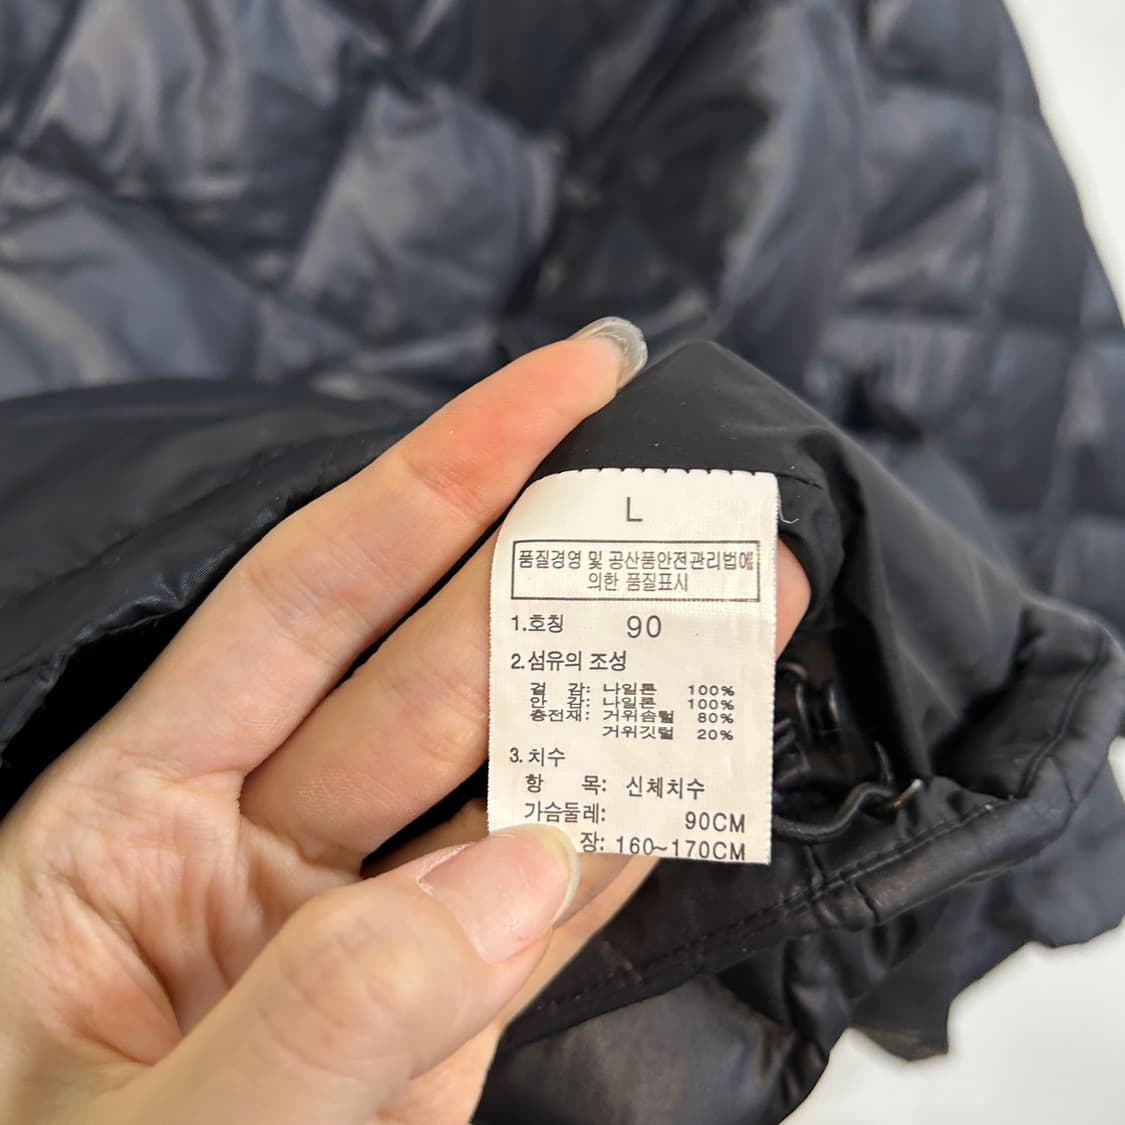 L
품질경영 및 공산품안전관리법에
의한 품질표시
1.호칭 90
2.섬유의 조성
겉 감: 나일론 100%
안 감: 나일론 100%
충전재: 거위솜털 80%
거위깃털 20%
3.치수
항 목: 신체치수
가슴둘레: 90CM
장: 160~170CM